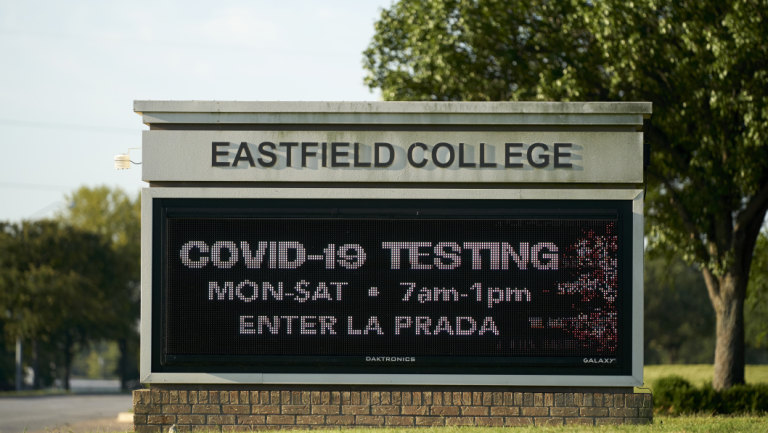 EASTFIELD COLLEGE
COVID-19 TESTING
MON-SAT • 7am-1pm
ENTER LA PRADA
DAKTRONICS
GALAXY